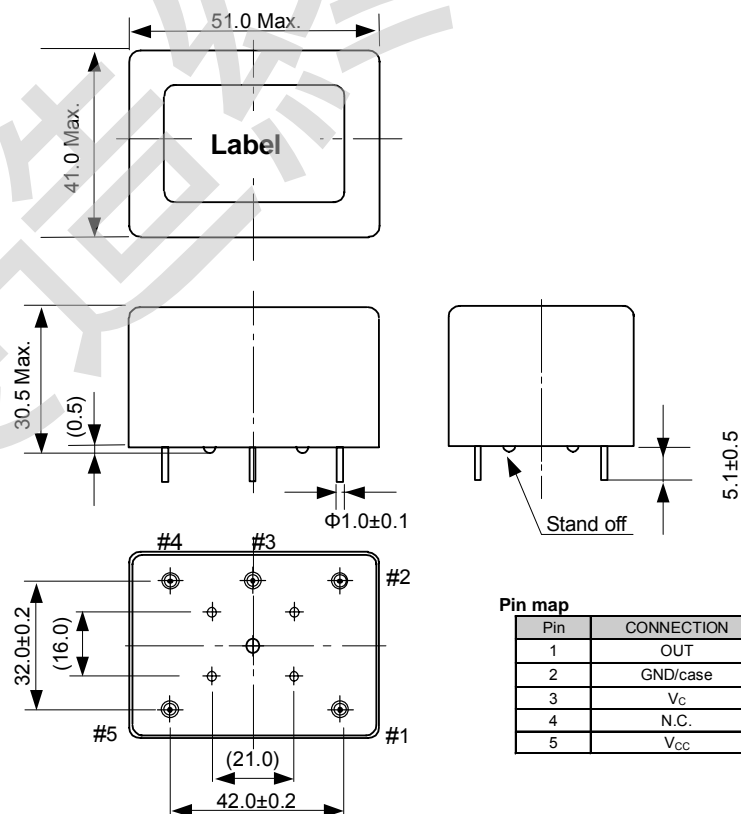 51.0 Max.
41.0 Max.
Label
30.5 Max.
(0.5)
Φ1.0±0.1
5.1±0.5
Stand off
#4
#3
#2
32.0±0.2
(16.0)
#5
#1
(21.0)
42.0±0.2
Pin map
Pin CONNECTION
1 OUT
2 GND/case
3 VC
4 N.C.
5 VCC